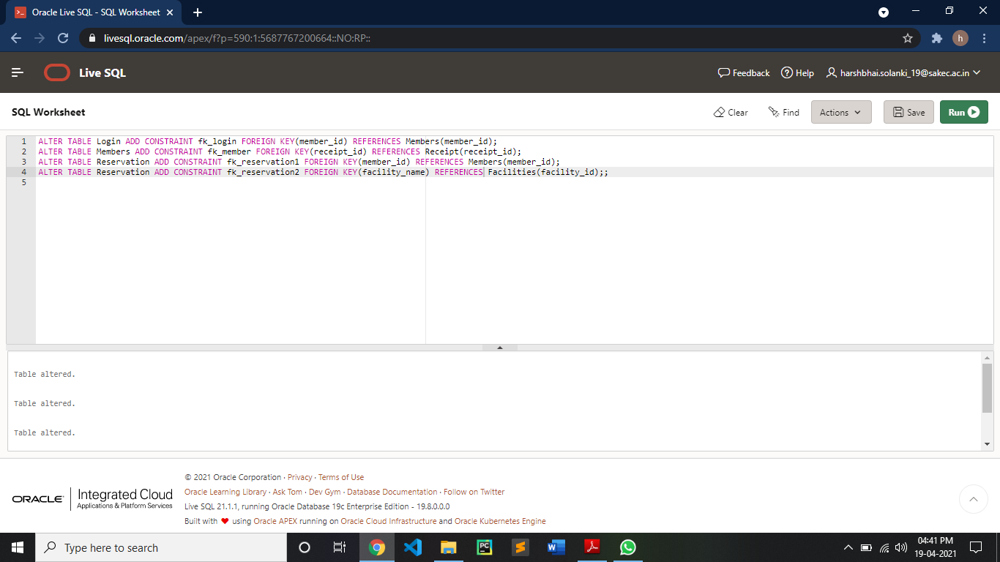 Oracle Live SQL - SQL Worksheet
livesql.oracle.com/apex/f?p=590:1:5687767200664::NO:RP::
h
Live SQL
Feedback
Help
harshbhai.solanki_19@sakec.ac.in
SQL Worksheet
Clear
Find
Actions
Save
Run
1 ALTER TABLE Login ADD CONSTRAINT fk_login FOREIGN KEY(member_id) REFERENCES Members(member_id);
2 ALTER TABLE Members ADD CONSTRAINT fk_member FOREIGN KEY(receipt_id) REFERENCES Receipt(receipt_id);
3 ALTER TABLE Reservation ADD CONSTRAINT fk_reservation1 FOREIGN KEY(member_id) REFERENCES Members(member_id);
4 ALTER TABLE Reservation ADD CONSTRAINT fk_reservation2 FOREIGN KEY(facility_name) REFERENCES Facilities(facility_id);;
5
Table altered.
Table altered.
Table altered.
ORACLE
Integrated Cloud
Applications & Platform Services
© 2021 Oracle Corporation · Privacy · Terms of Use
Oracle Learning Library · Ask Tom · Dev Gym · Database Documentation · Follow on Twitter
Live SQL 21.1.1, running Oracle Database 19c Enterprise Edition - 19.8.0.0.0
Built with ❤ using Oracle APEX running on Oracle Cloud Infrastructure and Oracle Kubernetes Engine
Type here to search
PC
W
04:41 PM
19-04-2021